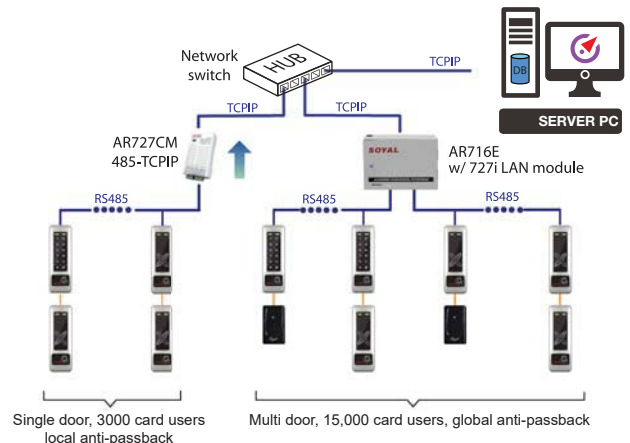 Network
switch
HUB
TCPIP
DB
SERVER PC
TCPIP
TCPIP
AR727CM
485-TCPIP
SOYAL
AR716E
w/ 727i LAN module
RS485
RS485
RS485
Single door, 3000 card users
local anti-passback
Multi door, 15,000 card users, global anti-passback